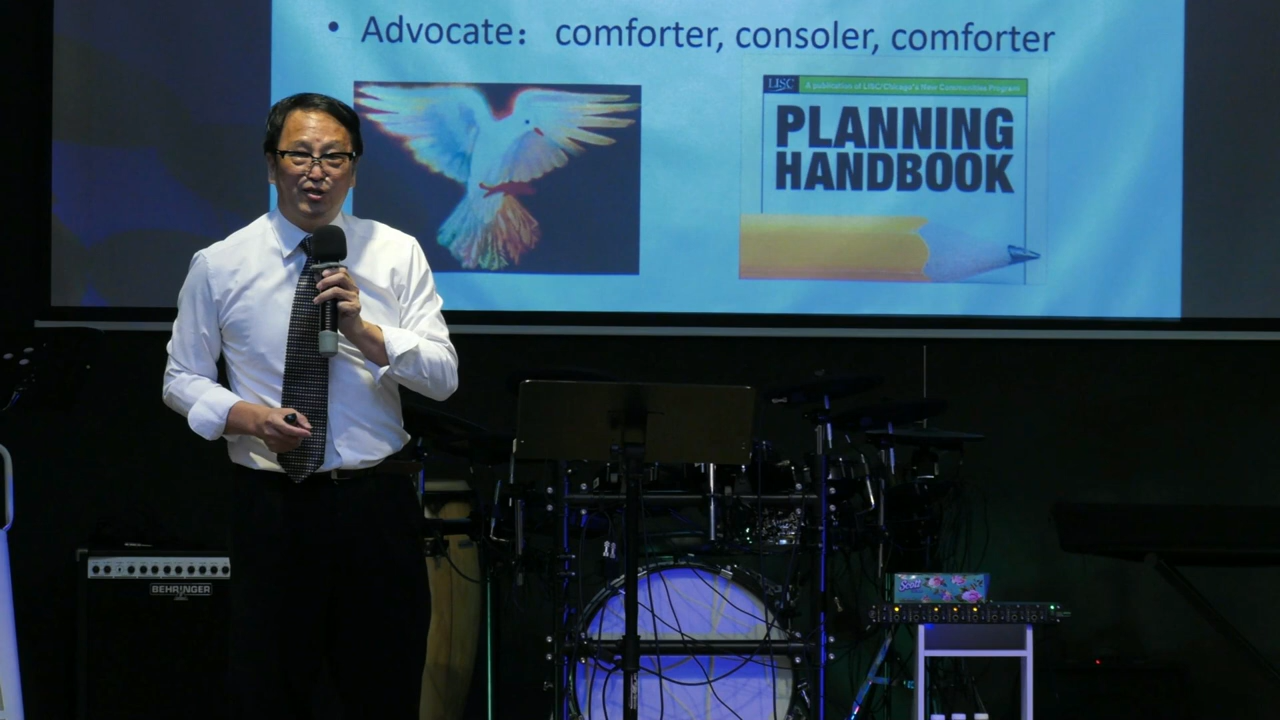 • Advocate： comforter, consoler, comforter
LISC A publication of LISC/Chicago's New Communities Program
PLANNING
HANDBOOK
BEHRINGER
Scott